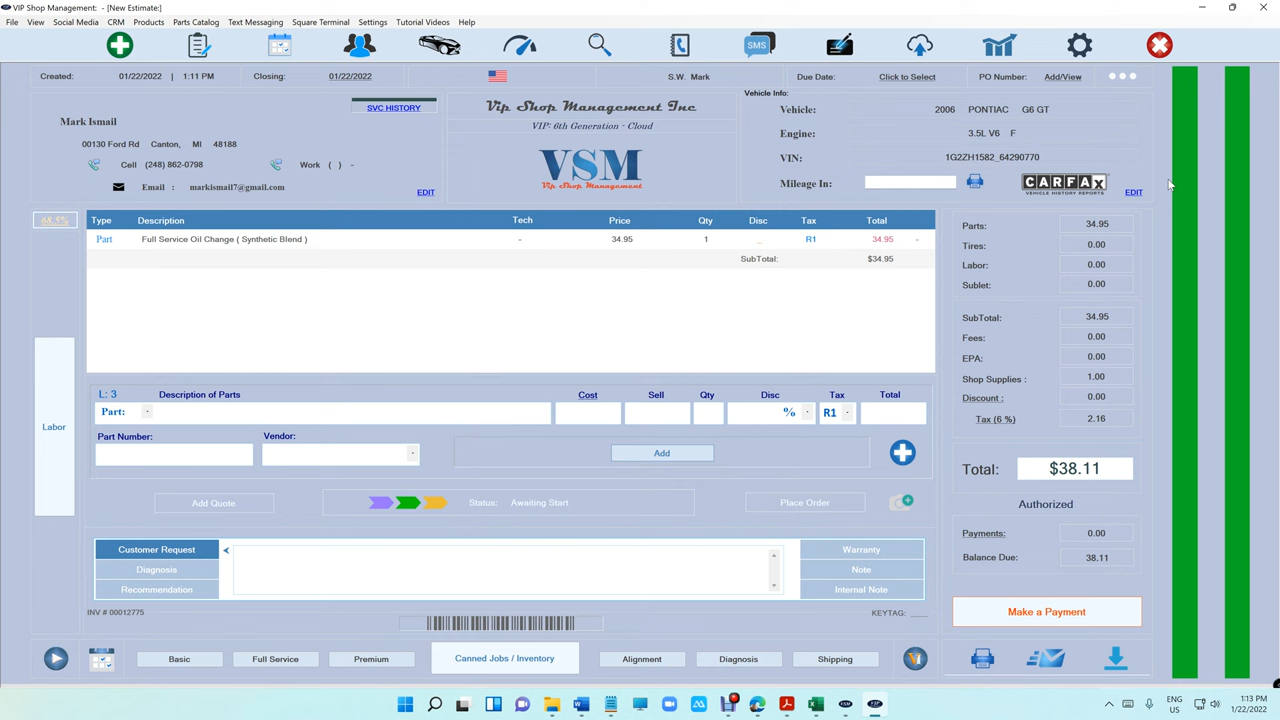 VIP Shop Management: - [New Estimate:]
File View Social Media CRM Products Parts Catalog Text Messaging Square Terminal Settings Tutorial Videos Help
SMS
Created: 01/22/2022 | 1:11 PM Closing: 01/22/2022 S.W. Mark Due Date: Click to Select PO Number: Add/View
SVC HISTORY
Mark Ismail
00130 Ford Rd Canton, MI 48188
Cell (248) 862-0798 Work ( ) -
Email : markismail7@gmail.com
EDIT
Vip Shop Management Inc
VIP: 6th Generation - Cloud
VSM
Vip Shop Management
Vehicle Info:
Vehicle: 2006 PONTIAC G6 GT
Engine: 3.5L V6 F
VIN: 1G2ZH1582_64290770
Mileage In:
CARFAX
VEHICLE HISTORY REPORTS
EDIT
68.5%
Type Description Tech Price Qty Disc Tax Total
Part Full Service Oil Change ( Synthetic Blend ) - 34.95 1 _ R1 34.95 -
SubTotal: $34.95
Labor
L: 3 Description of Parts Cost Sell Qty Disc Tax Total
Part: % R1
Part Number: Vendor:
Add
Add Quote Status: Awaiting Start Place Order
Customer Request
Diagnosis
Recommendation
Warranty
Note
Internal Note
INV # 00012775 KEYTAG: ____
Parts: 34.95
Tires: 0.00
Labor: 0.00
Sublet: 0.00
SubTotal: 34.95
Fees: 0.00
EPA: 0.00
Shop Supplies : 1.00
Discount : 0.00
Tax (6 %) 2.16
Total: $38.11
Authorized
Payments: 0.00
Balance Due: 38.11
Make a Payment
Basic Full Service Premium Canned Jobs / Inventory Alignment Diagnosis Shipping
ENG
US
1:13 PM
1/22/2022